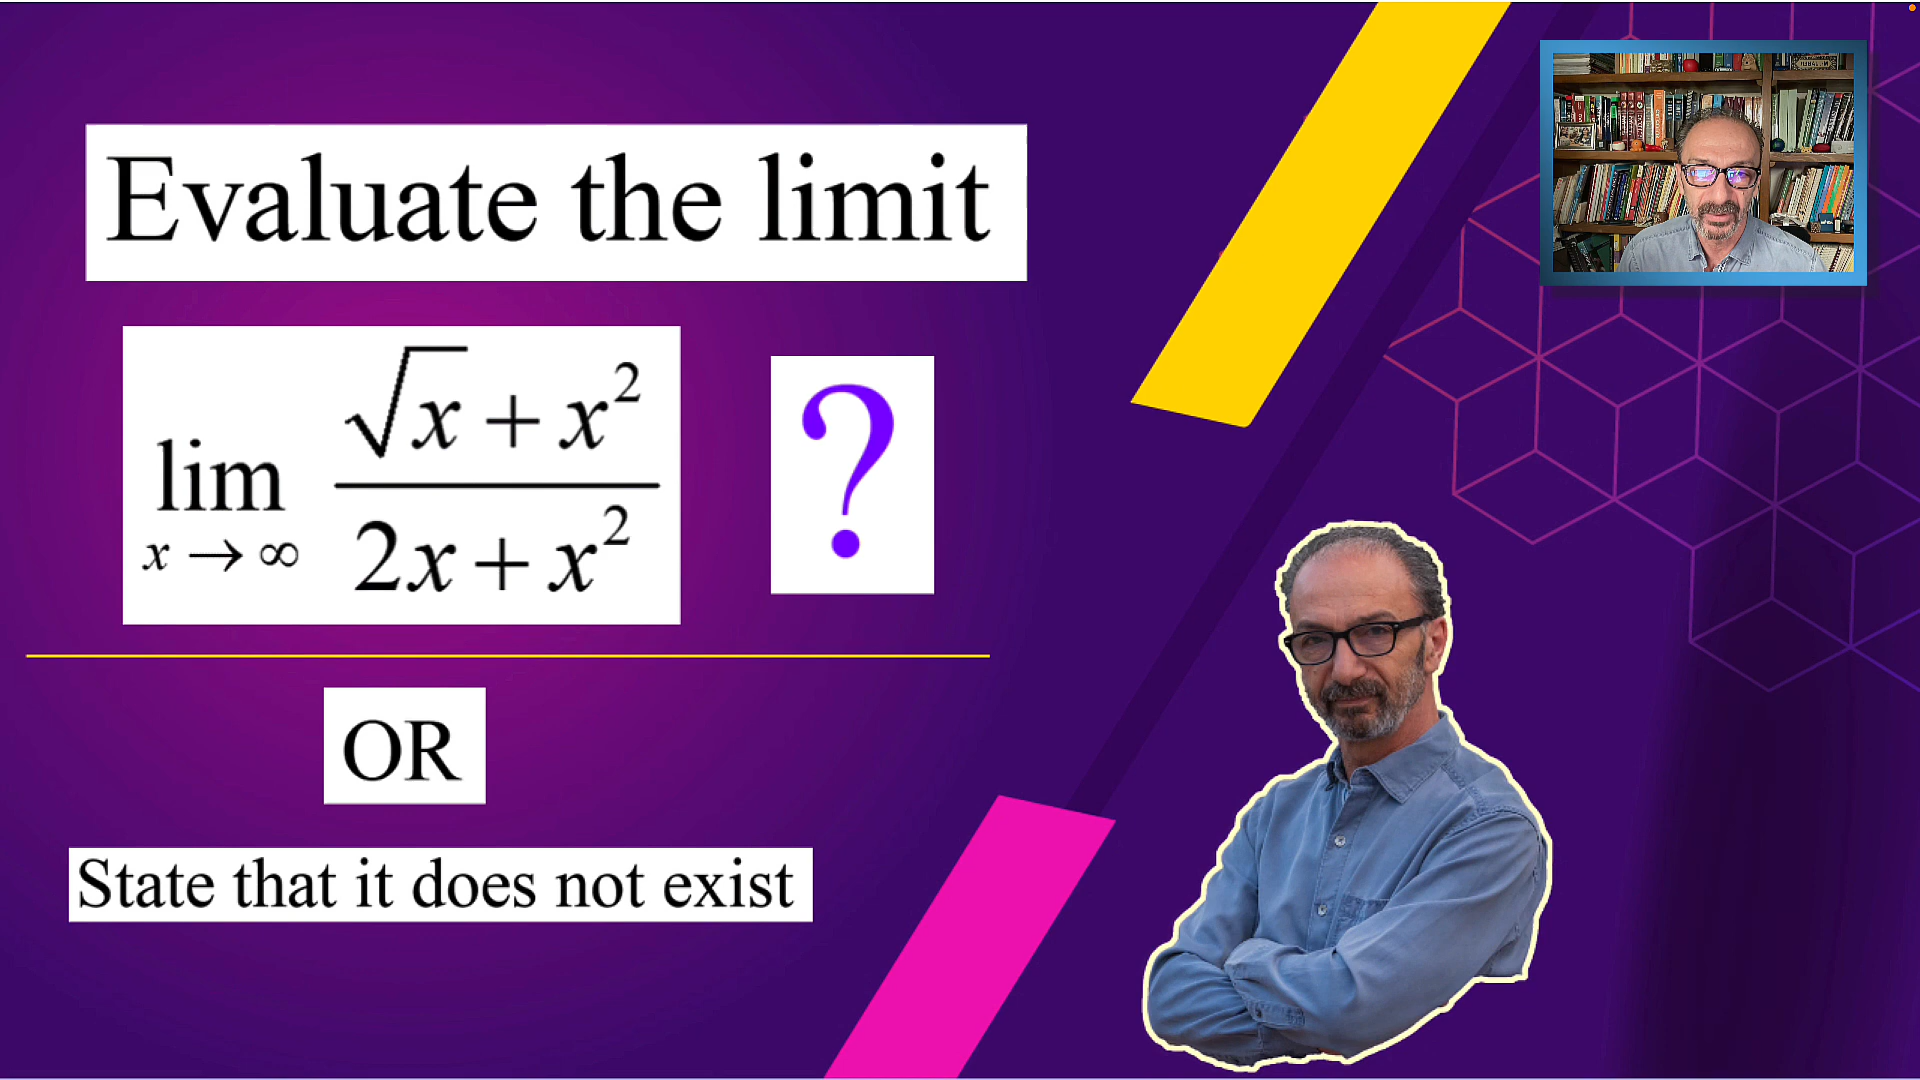 Evaluate the limit
lim x → ∞ (√x + x²) / (2x + x²) ?
OR
State that it does not exist